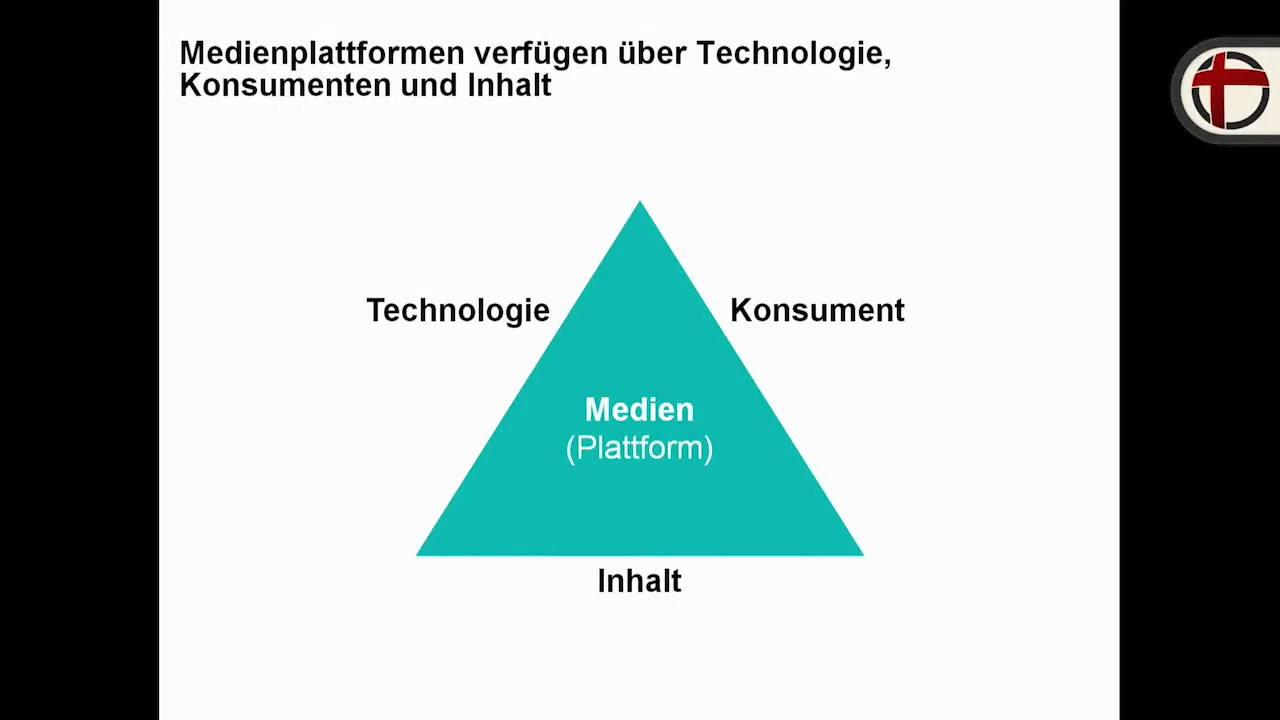 Medienplattformen verfügen über Technologie,
Konsumenten und Inhalt
Technologie
Konsument
Medien
(Plattform)
Inhalt